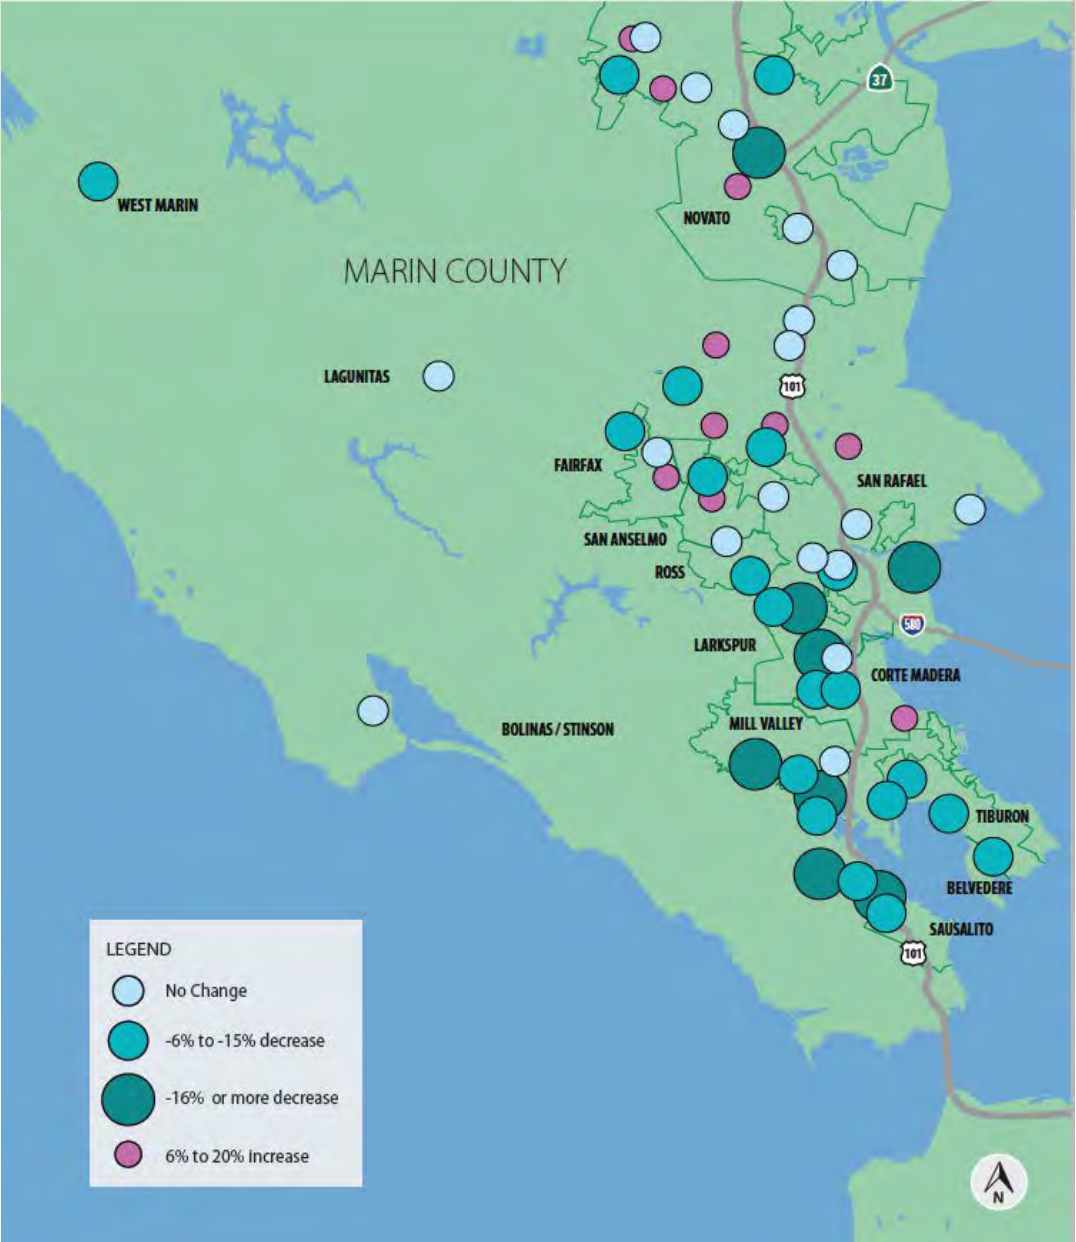 37
WEST MARIN
NOVATO
MARIN COUNTY
LAGUNITAS
101
FAIRFAX
SAN RAFAEL
SAN ANSELMO
ROSS
580
LARKSPUR
CORTE MADERA
MILL VALLEY
BOLINAS / STINSON
TIBURON
BELVEDERE
SAUSALITO
101
LEGEND
No Change
-6% to -15% decrease
-16% or more decrease
6% to 20% increase
N